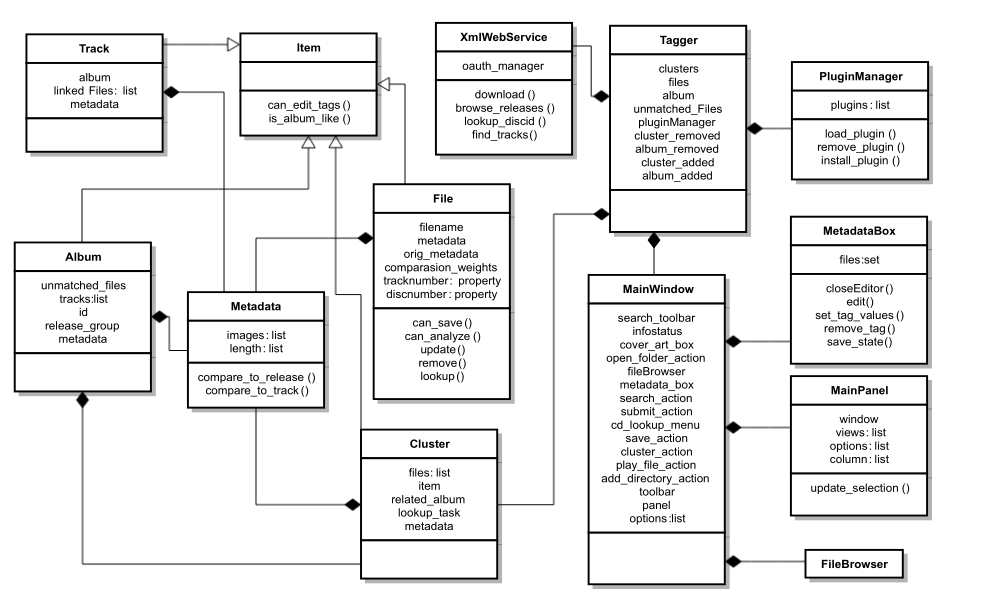 Track
album
linked Files: list
metadata
Item
can_edit_tags()
is_album_like()
XmlWebService
oauth_manager
download()
browse_releases()
lookup_discid()
find_tracks()
Tagger
clusters
files
album
unmatched_Files
pluginManager
cluster_removed
album_removed
cluster_added
album_added
PluginManager
plugins: list
load_plugin()
remove_plugin()
install_plugin()
File
filename
metadata
orig_metadata
comparasion_weights
tracknumber: property
discnumber: property
can_save()
can_analyze()
update()
remove()
lookup()
Album
unmatched_files
tracks:list
id
release_group
metadata
Metadata
images: list
length: list
compare_to_release()
compare_to_track()
Cluster
files: list
item
related_album
lookup_task
metadata
MainWindow
search_toolbar
infostatus
cover_art_box
open_folder_action
fileBrowser
metadata_box
search_action
submit_action
cd_lookup_menu
save_action
cluster_action
play_file_action
add_directory_action
toolbar
panel
options:list
MetadataBox
files:set
closeEditor()
edit()
set_tag_values()
remove_tag()
save_state()
MainPanel
window
views: list
options: list
column: list
update_selection()
FileBrowser